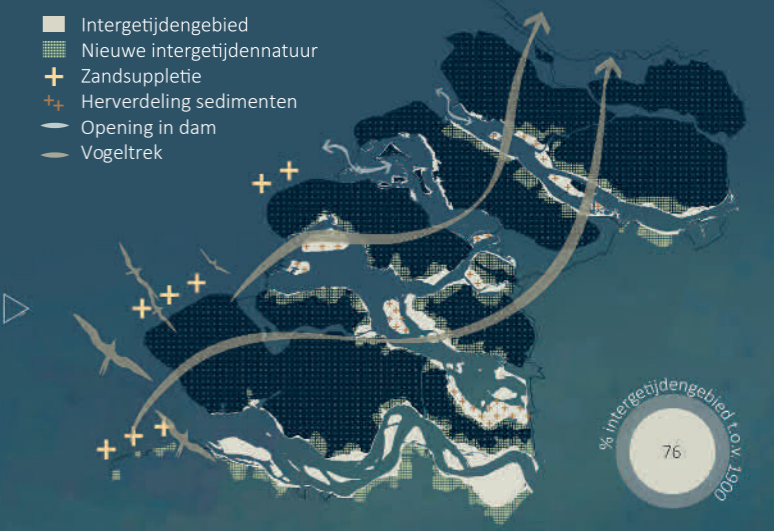 Intergetijdengebied
Nieuwe intergetijdennatuur
Zandsuppletie
Herverdeling sedimenten
Opening in dam
Vogeltrek
% intergetijdengebied t.o.v. 1900
76